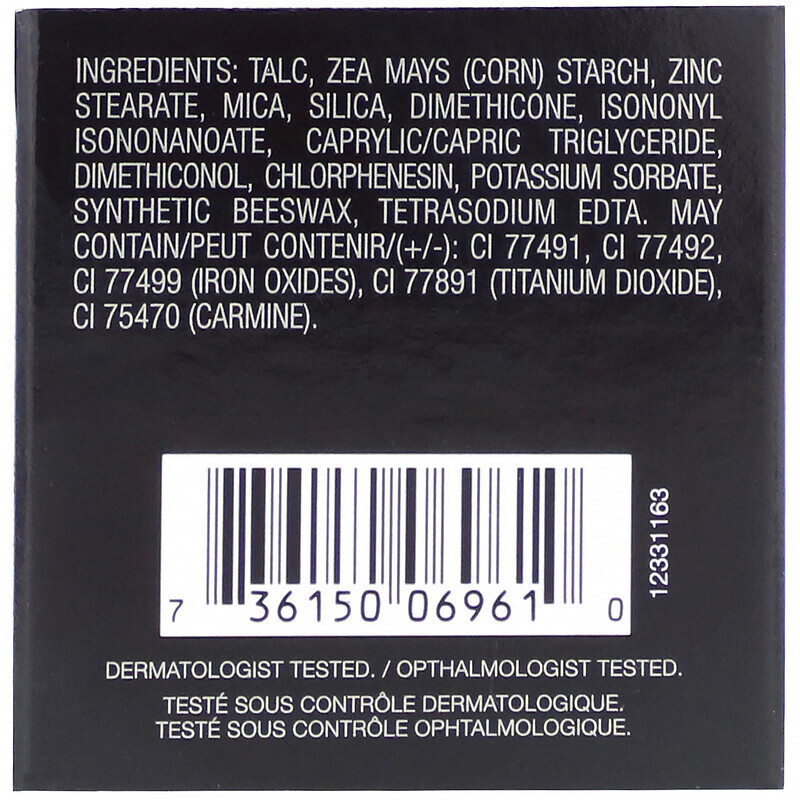 INGREDIENTS: TALC, ZEA MAYS (CORN) STARCH, ZINC
STEARATE, MICA, SILICA, DIMETHICONE, ISONONYL
ISONONANOATE, CAPRYLIC/CAPRIC TRIGLYCERIDE,
DIMETHICONOL, CHLORPHENESIN, POTASSIUM SORBATE,
SYNTHETIC BEESWAX, TETRASODIUM EDTA. MAY
CONTAIN/PEUT CONTENIR/(+/-): CI 77491, CI 77492,
CI 77499 (IRON OXIDES), CI 77891 (TITANIUM DIOXIDE),
CI 75470 (CARMINE).
7 36150 06961 0
12331163
DERMATOLOGIST TESTED. / OPTHALMOLOGIST TESTED.
TESTÉ SOUS CONTRÔLE DERMATOLOGIQUE.
TESTÉ SOUS CONTRÔLE OPHTALMOLOGIQUE.